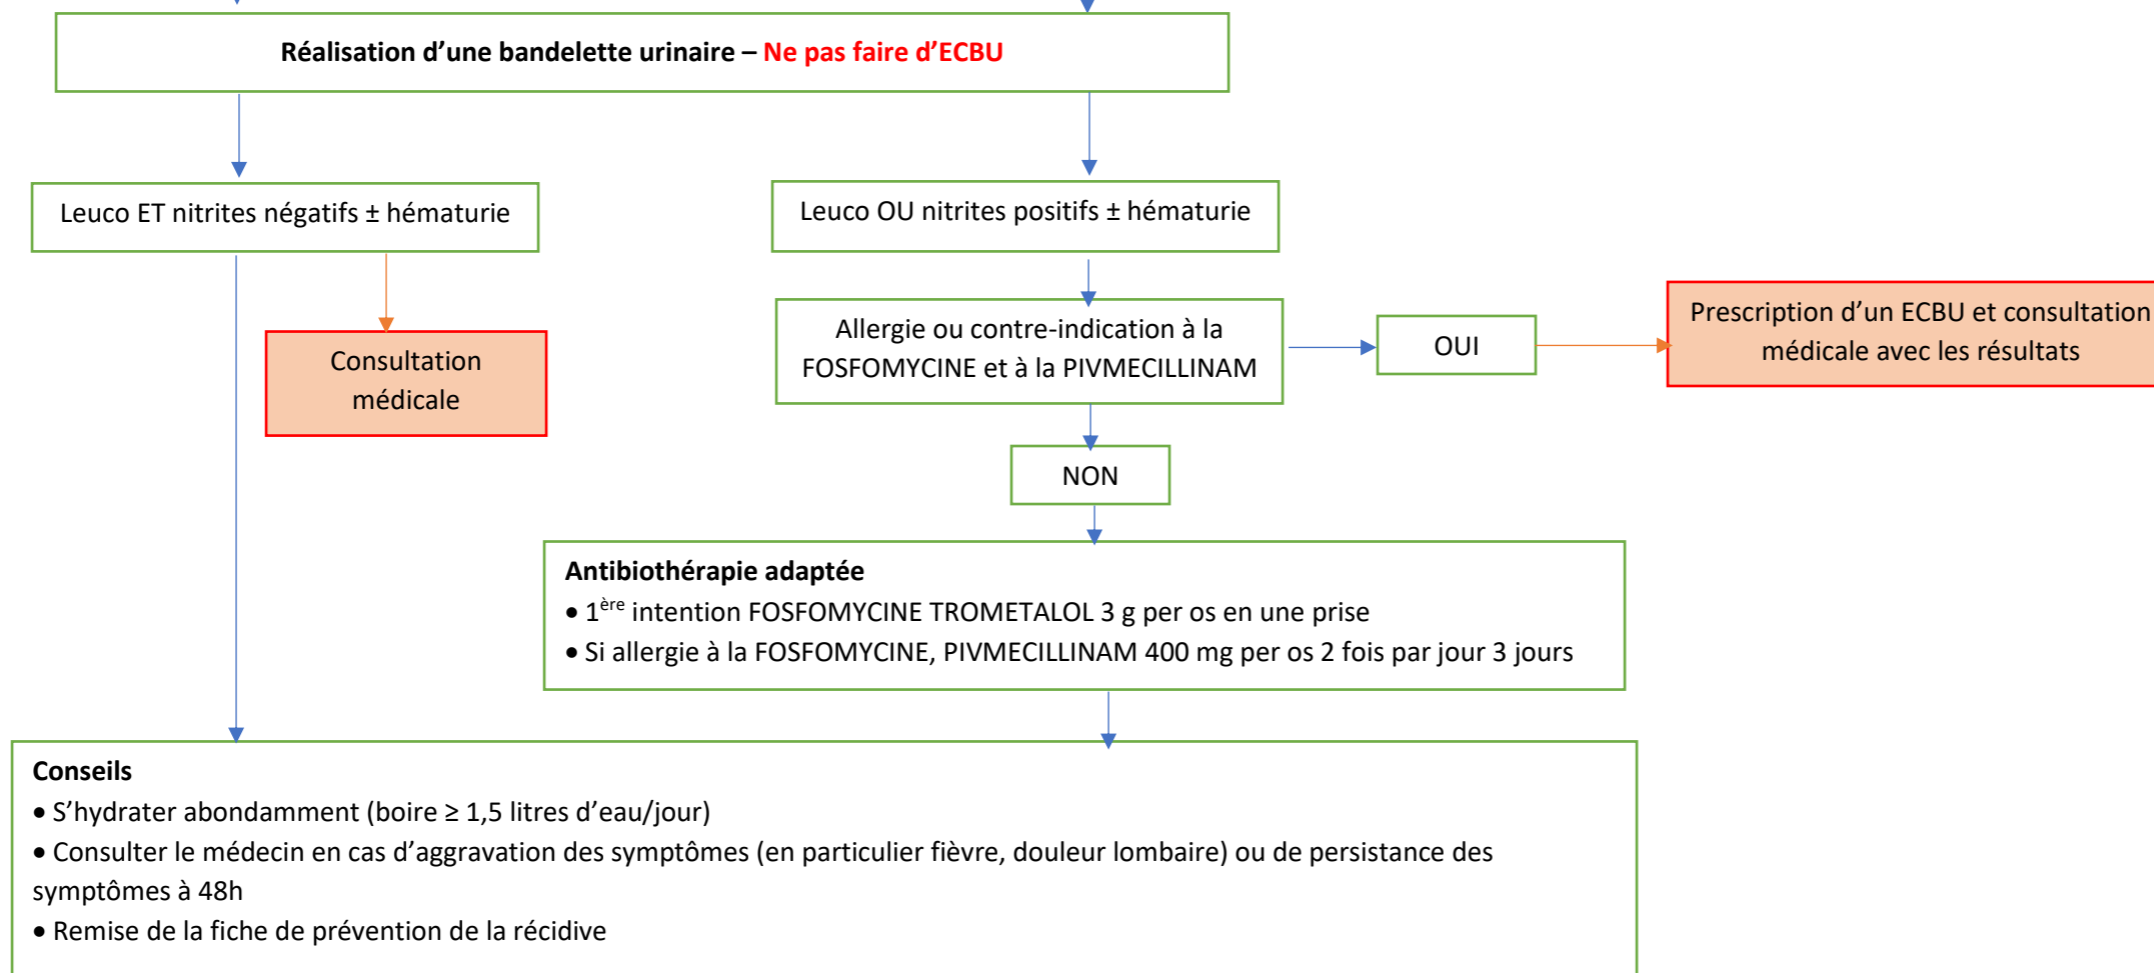 Réalisation d’une bandelette urinaire – Ne pas faire d’ECBU
Leuco ET nitrites négatifs ± hématurie
Leuco OU nitrites positifs ± hématurie
Consultation
médicale
Allergie ou contre-indication à la
FOSFOMYCINE et à la PIVMECILLINAM
OUI
Prescription d’un ECBU et consultation
médicale avec les résultats
NON
Antibiothérapie adaptée
• 1ère intention FOSFOMYCINE TROMETALOL 3 g per os en une prise
• Si allergie à la FOSFOMYCINE, PIVMECILLINAM 400 mg per os 2 fois par jour 3 jours
Conseils
• S’hydrater abondamment (boire ≥ 1,5 litres d’eau/jour)
• Consulter le médecin en cas d’aggravation des symptômes (en particulier fièvre, douleur lombaire) ou de persistance des
symptômes à 48h
• Remise de la fiche de prévention de la récidive